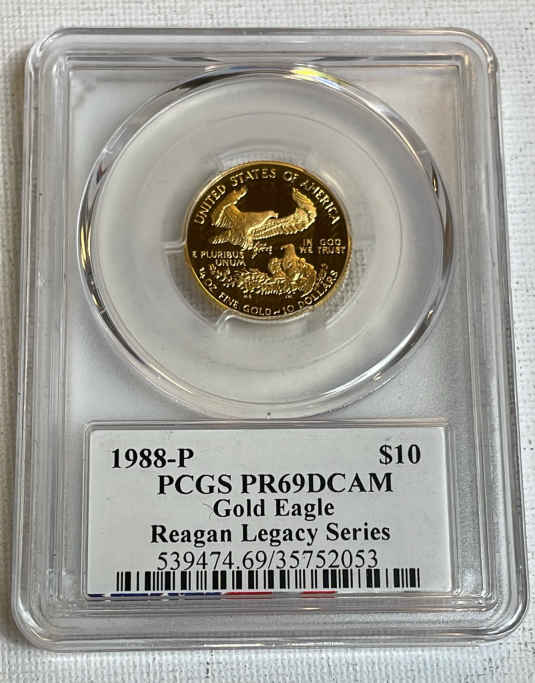 UNITED STATES OF AMERICA
E PLURIBUS
UNUM
IN GOD
WE TRUST
¼ OZ. FINE GOLD ~ 10 DOLLARS
1988-P $10
PCGS PR69DCAM
Gold Eagle
Reagan Legacy Series
539474.69/35752053